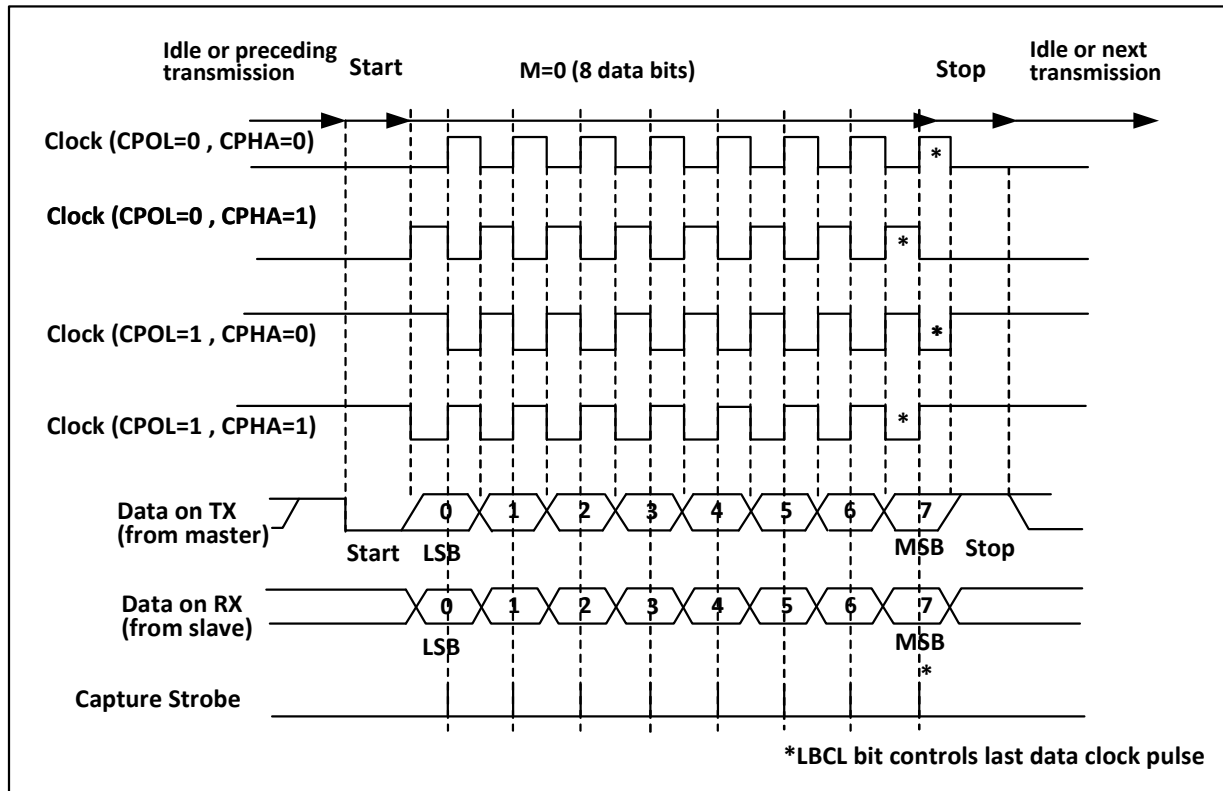 Idle or preceding
transmission
Start
M=0 (8 data bits)
Stop
Idle or next
transmission
Clock (CPOL=0 , CPHA=0)
*
Clock (CPOL=0 , CPHA=1)
*
Clock (CPOL=1 , CPHA=0)
*
Clock (CPOL=1 , CPHA=1)
*
Data on TX
(from master)
0 1 2 3 4 5 6 7
Start
LSB
MSB
Stop
Data on RX
(from slave)
0 1 2 3 4 5 6 7
LSB
MSB
*
Capture Strobe
*LBCL bit controls last data clock pulse